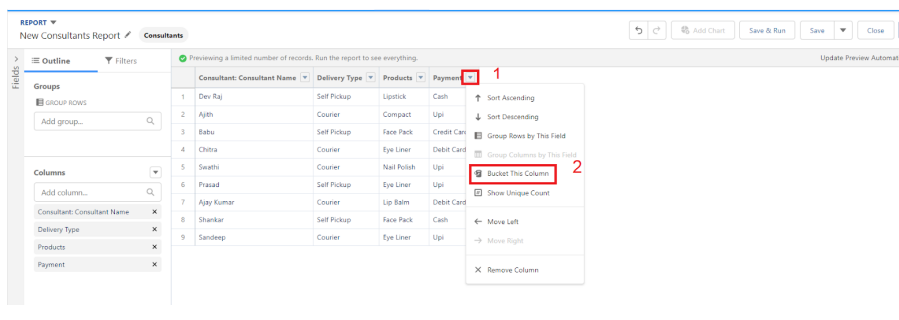 REPORT
New Consultants Report Consultants
Add Chart Save & Run Save Close
Fields
Outline Filters
Previewing a limited number of records. Run the report to see everything.
Update Preview Automat
Groups
GROUP ROWS
Add group...
Columns
Add column...
Consultant: Consultant Name ×
Delivery Type ×
Products ×
Payment ×
Consultant: Consultant Name Delivery Type Products Payment 1
1 Dev Raj Self Pickup Lipstick Cash
2 Ajith Courier Compact Upi
3 Babu Self Pickup Face Pack Credit Car
4 Chitra Courier Eye Liner Debit Card
5 Swathi Courier Nail Polish Upi
6 Prasad Self Pickup Eye Liner Upi
7 Ajay Kumar Courier Lip Balm Debit Card
8 Shankar Self Pickup Face Pack Cash
9 Sandeep Courier Eye Liner Upi
Sort Ascending
Sort Descending
Group Rows by This Field
Group Columns by This Field
Bucket This Column 2
Show Unique Count
Move Left
Move Right
Remove Column